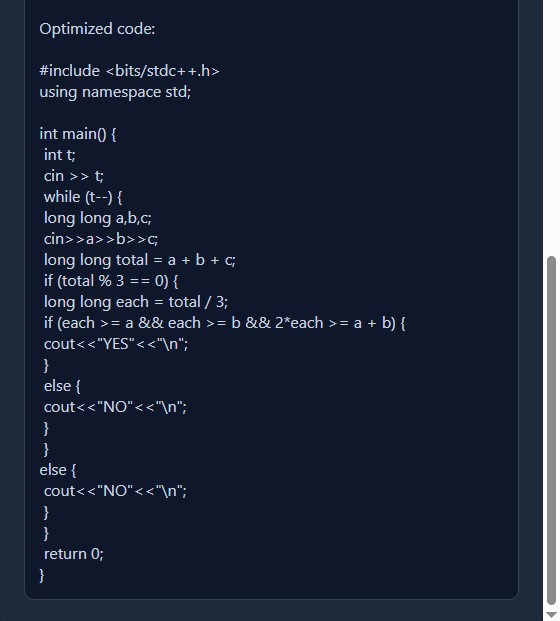 Optimized code:
#include <bits/stdc++.h>
using namespace std;
int main() {
int t;
cin >> t;
while (t--) {
long long a,b,c;
cin>>a>>b>>c;
long long total = a + b + c;
if (total % 3 == 0) {
long long each = total / 3;
if (each >= a && each >= b && 2*each >= a + b) {
cout<<"YES"<<"\n";
}
else {
cout<<"NO"<<"\n";
}
}
else {
cout<<"NO"<<"\n";
}
}
return 0;
}